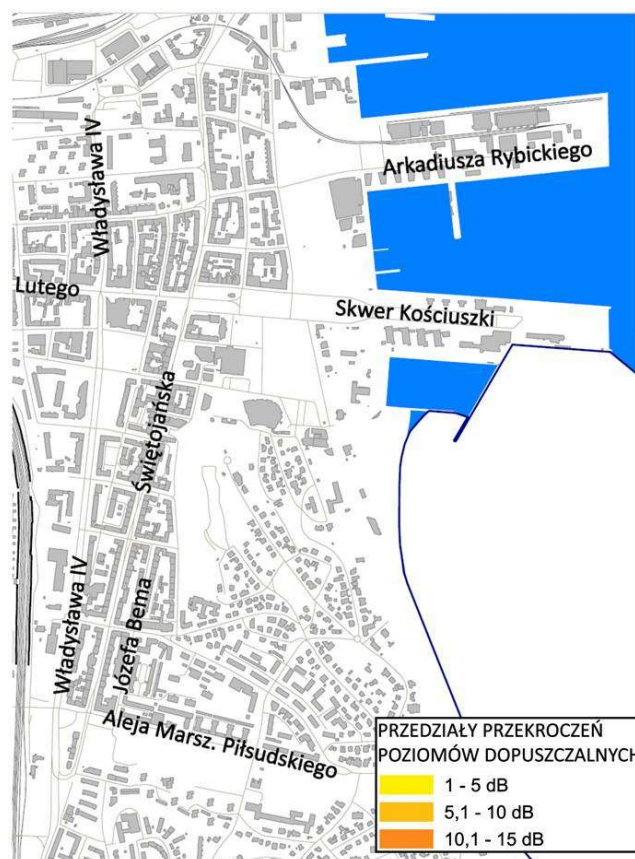 Władysława IV
Arkadiusza Rybickiego
Lutego
Skwer Kościuszki
Świętojańska
Władysława IV
Józefa Bema
Aleja Marsz. Piłsudskiego
PRZEDZIAŁY PRZEKROCZEŃ
POZIOMÓW DOPUSZCZALNYCH
1 - 5 dB
5,1 - 10 dB
10,1 - 15 dB